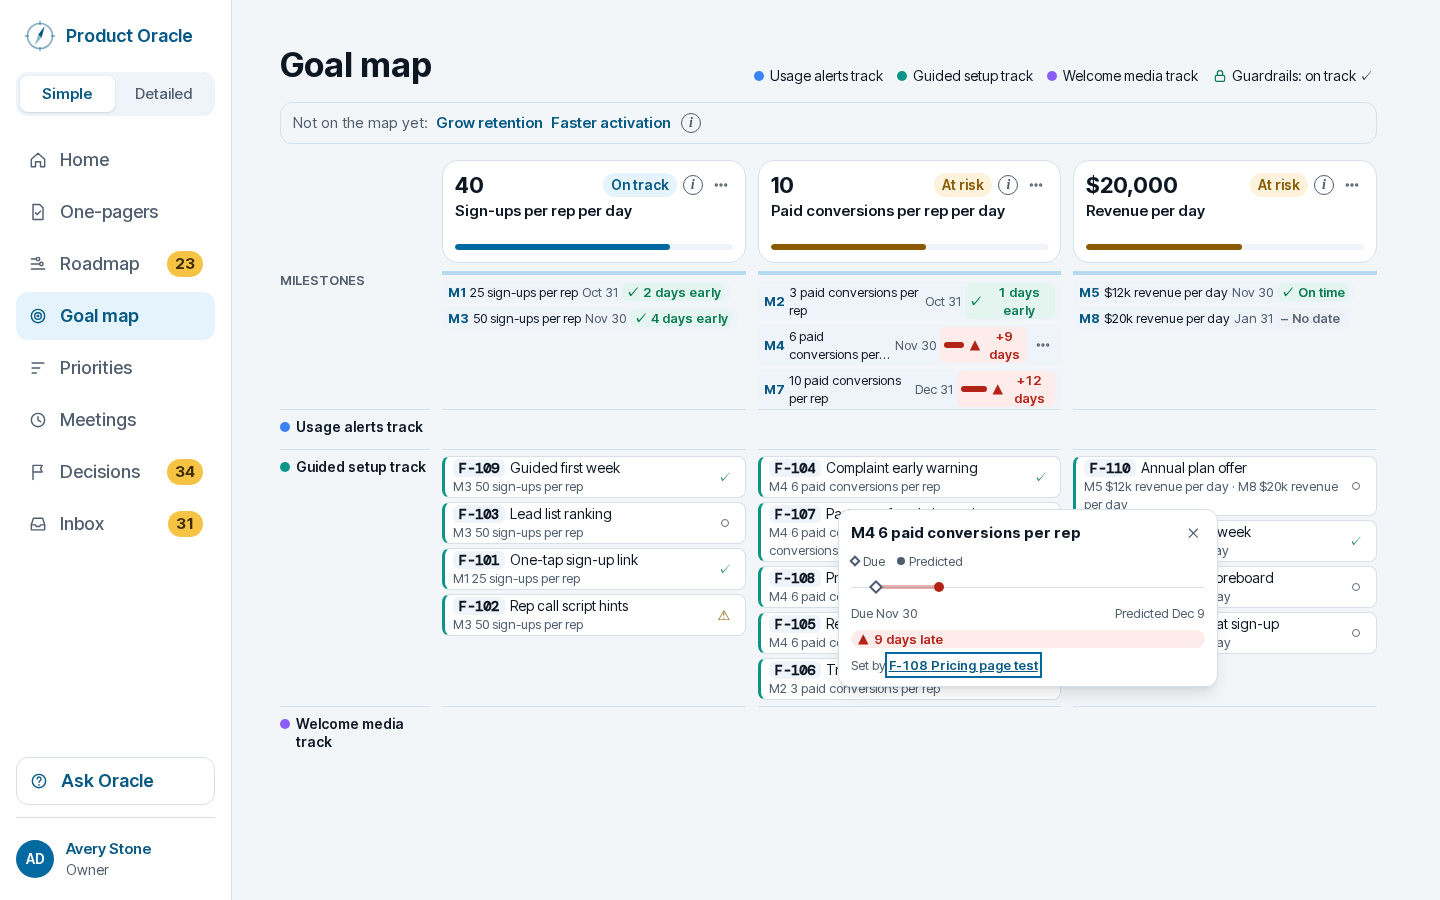 Product Oracle
Simple Detailed
Home
One-pagers
Roadmap 23
Goal map
Priorities
Meetings
Decisions 34
Inbox 31
Ask Oracle
AD
Avery Stone
Owner
Goal map
Usage alerts track Guided setup track Welcome media track Guardrails: on track ✓
Not on the map yet: Grow retention Faster activation i
40 On track i •••
Sign-ups per rep per day
10 At risk i •••
Paid conversions per rep per day
$20,000 At risk i •••
Revenue per day
MILESTONES
M1 25 sign-ups per rep Oct 31 ✓ 2 days early
M3 50 sign-ups per rep Nov 30 ✓ 4 days early
M2 3 paid conversions per rep Oct 31 ✓ 1 days early
M4 6 paid conversions per… Nov 30 ▲ +9 days •••
M7 10 paid conversions per rep Dec 31 ▲ +12 days
M5 $12k revenue per day Nov 30 ✓ On time
M8 $20k revenue per day Jan 31 – No date
Usage alerts track
Guided setup track
F-109 Guided first week ✓
M3 50 sign-ups per rep
F-103 Lead list ranking
M3 50 sign-ups per rep
F-101 One-tap sign-up link ✓
M1 25 sign-ups per rep
F-102 Rep call script hints ⚠
M3 50 sign-ups per rep
F-104 Complaint early warning ✓
M4 6 paid conversions per rep
F-107
M4 6 paid
conversions
F-108
M4 6 paid
F-105
M4 6 paid
F-106
M2 3 paid conversions per rep
F-110 Annual plan offer
M5 $12k revenue per day · M8 $20k revenue
per day
week ✓
at sign-up
M4 6 paid conversions per rep
Due Predicted
Due Nov 30 Predicted Dec 9
▲ 9 days late
Set by F-108 Pricing page test
Welcome media
track